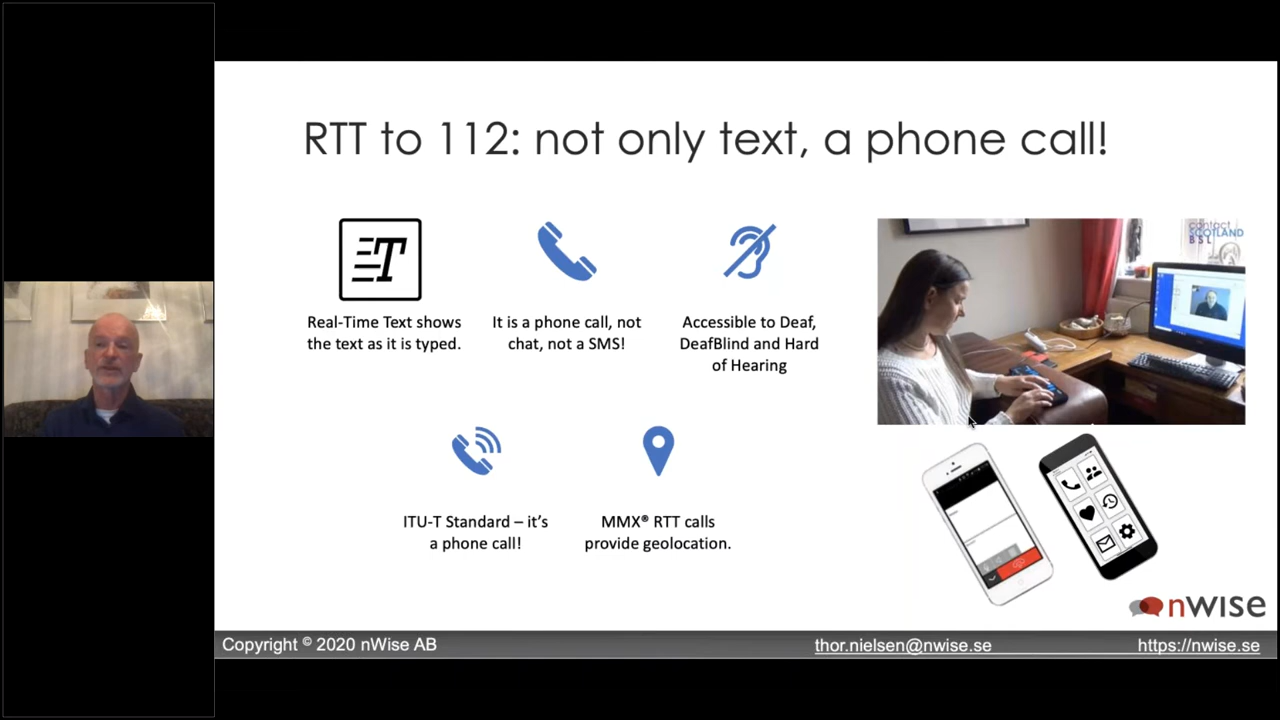 RTT to 112: not only text, a phone call!
T
Real-Time Text shows
the text as it is typed.
It is a phone call, not
chat, not a SMS!
Accessible to Deaf,
DeafBlind and Hard
of Hearing
contact
SCOTLAND
BSL
ITU-T Standard – it's
a phone call!
MMX® RTT calls
provide geolocation.
nWISE
Copyright © 2020 nWise AB
thor.nielsen@nwise.se
https://nwise.se